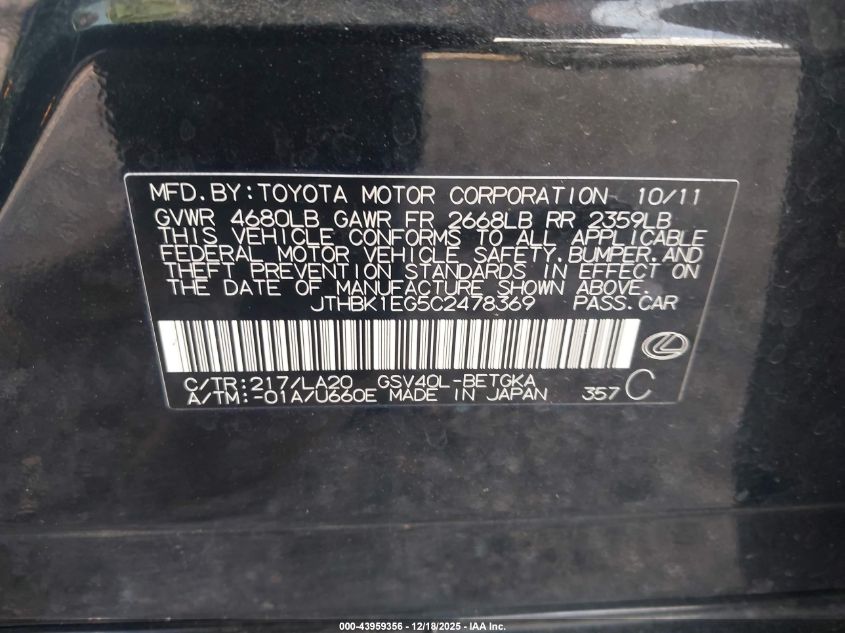 MFD.BY:TOYOTA MOTOR CORPORATION 10/11
GVWR 4680LB GAWR FR 2668LB RR 2359LB
THIS VEHICLE CONFORMS TO ALL APPLICABLE
FEDERAL MOTOR VEHICLE SAFETY,BUMPER,AND
THEFT PREVENTION STANDARDS IN EFFECT ON
THE DATE OF MANUFACTURE SHOWN ABOVE.
JTHBK1EG5C2478369 PASS.CAR
C/TR:217/LA20 GSV40L-BETGKA
A/TM:-01A/U660E MADE IN JAPAN 357 C
000-43959356 - 12/18/2025 - IAA Inc.